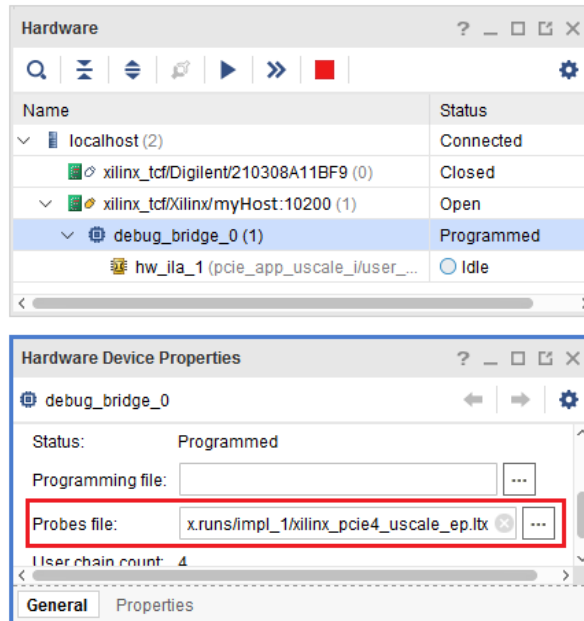 Hardware
Name Status
localhost (2) Connected
xilinx_tcf/Digilent/210308A11BF9 (0) Closed
xilinx_tcf/Xilinx/myHost:10200 (1) Open
debug_bridge_0 (1) Programmed
hw_ila_1 (pcie_app_uscale_i/user_... Idle
Hardware Device Properties
debug_bridge_0
Status: Programmed
Programming file: ...
Probes file: x.runs/impl_1/xilinx_pcie4_uscale_ep.ltx ...
User chain count: 4
General Properties